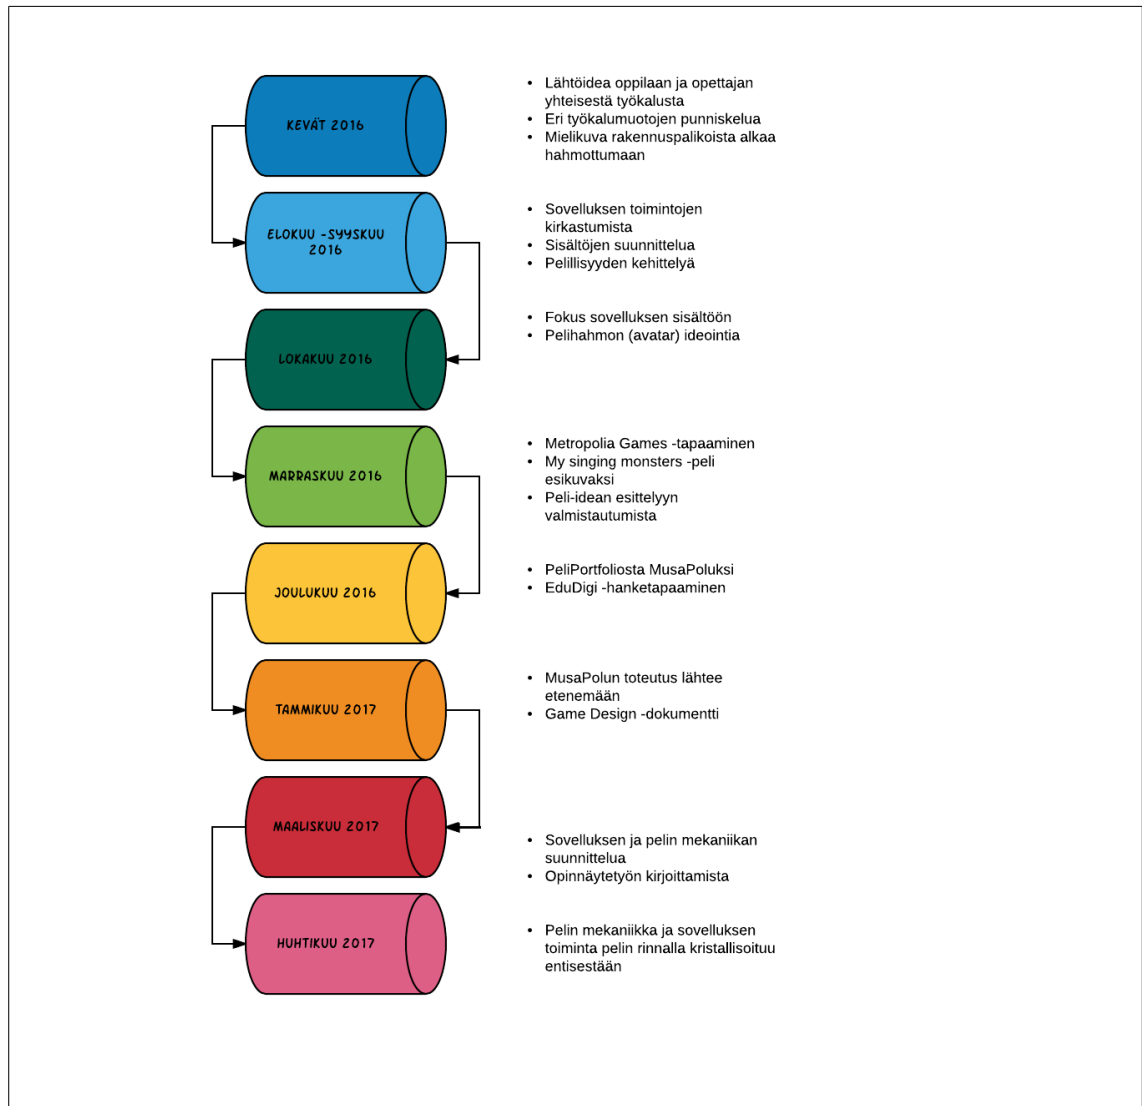 KEVÄT 2016
• Lähtöidea oppilaan ja opettajan
yhteisestä työkalusta
• Eri työkalumuotojen punniskelua
• Mielikuva rakennuspalikoista alkaa
hahmottumaan
ELOKUU -SYYSKUU
2016
• Sovelluksen toimintojen
kirkastumista
• Sisältöjen suunnittelua
• Pelillisyyden kehittelyä
LOKAKUU 2016
• Fokus sovelluksen sisältöön
• Pelihahmon (avatar) ideointia
MARRASKUU 2016
• Metropolia Games -tapaaminen
• My singing monsters -peli
esikuvaksi
• Peli-idean esittelyyn
valmistautumista
JOULUKUU 2016
• PeliPortfoliosta MusaPoluksi
• EduDigi -hanketapaaminen
TAMMIKUU 2017
• MusaPolun toteutus lähtee
etenemään
• Game Design -dokumentti
MAALISKUU 2017
• Sovelluksen ja pelin mekaniikan
suunnittelua
• Opinnäytetyön kirjoittamista
HUHTIKUU 2017
• Pelin mekaniikka ja sovelluksen
toiminta pelin rinnalla kristallisoituu
entisestään